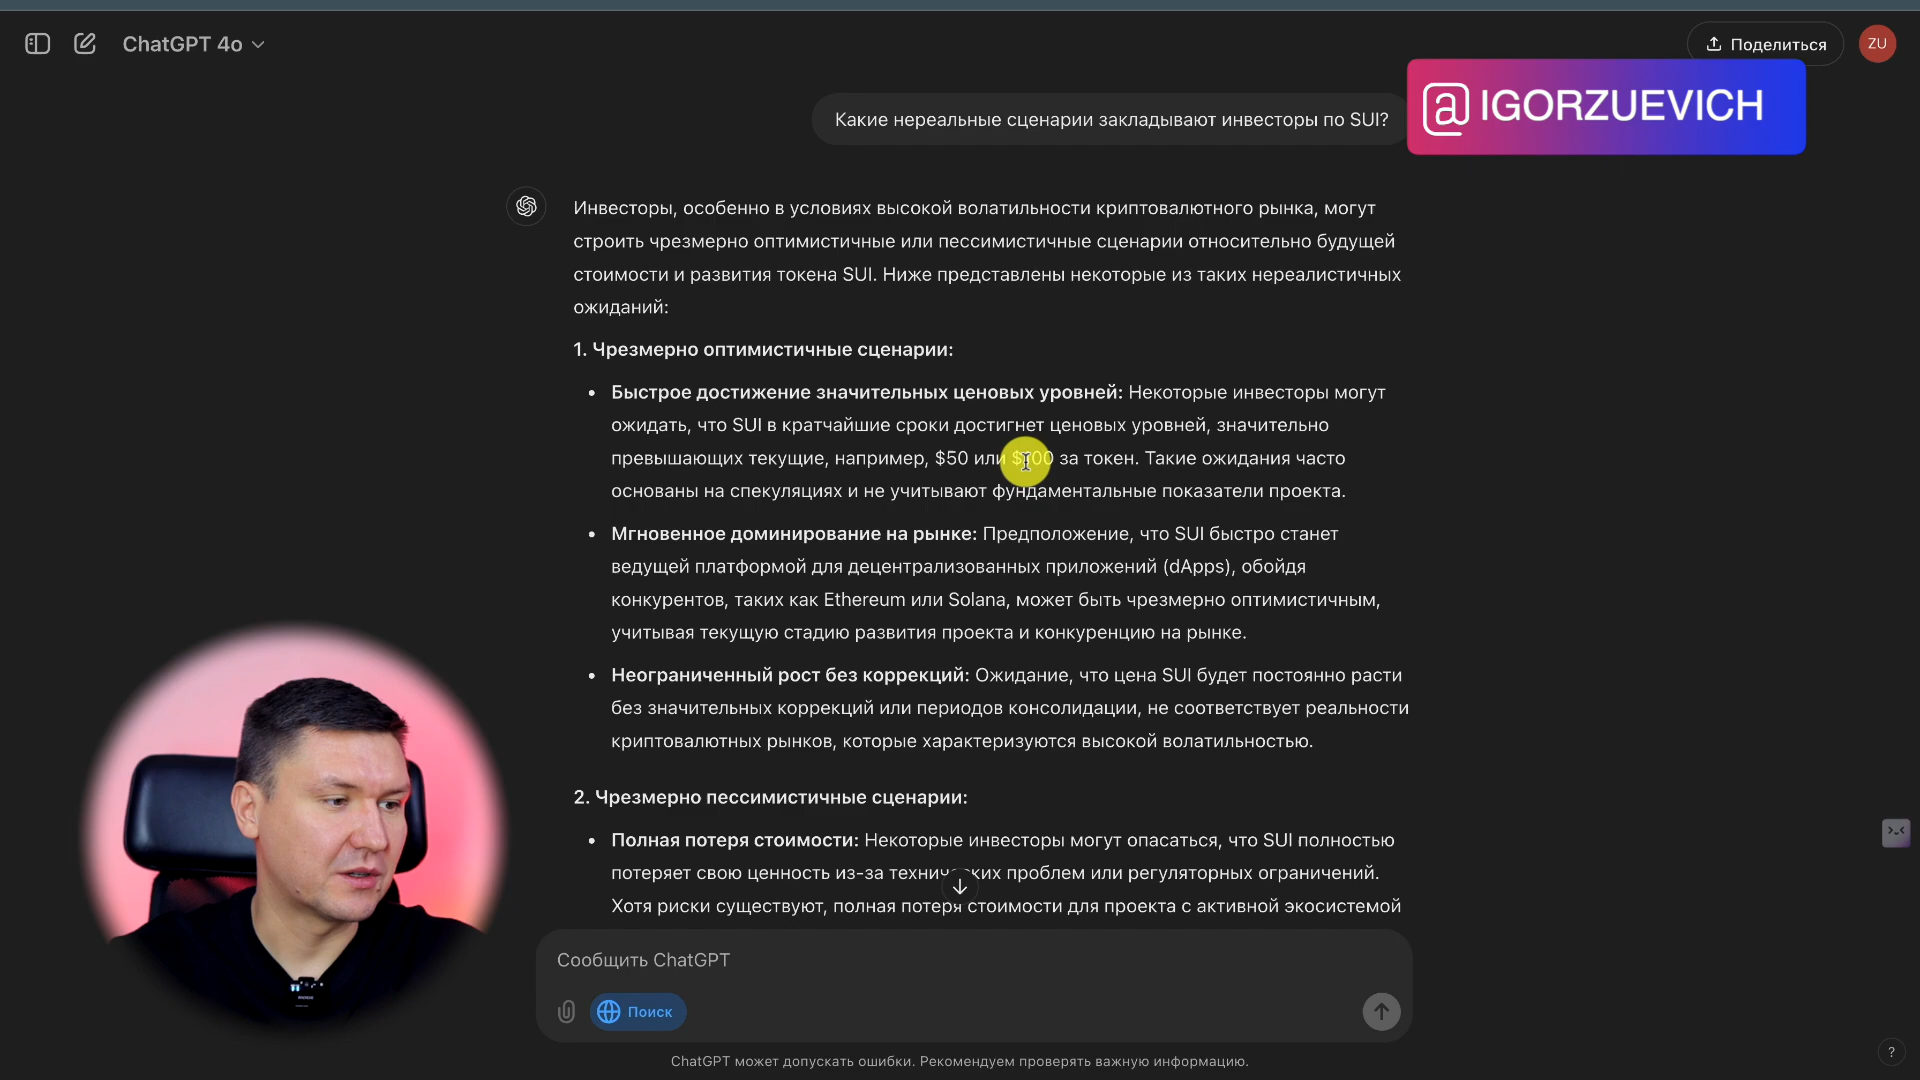 ChatGPT 4o
Поделиться
ZU
@IGORZUEVICH
Какие нереальные сценарии закладывают инвесторы по SUI?
Инвесторы, особенно в условиях высокой волатильности криптовалютного рынка, могут
строить чрезмерно оптимистичные или пессимистичные сценарии относительно будущей
стоимости и развития токена SUI. Ниже представлены некоторые из таких нереалистичных
ожиданий:
1. Чрезмерно оптимистичные сценарии:
• Быстрое достижение значительных ценовых уровней: Некоторые инвесторы могут
ожидать, что SUI в кратчайшие сроки достигнет ценовых уровней, значительно
превышающих текущие, например, $50 или $100 за токен. Такие ожидания часто
основаны на спекуляциях и не учитывают фундаментальные показатели проекта.
• Мгновенное доминирование на рынке: Предположение, что SUI быстро станет
ведущей платформой для децентрализованных приложений (dApps), обойдя
конкурентов, таких как Ethereum или Solana, может быть чрезмерно оптимистичным,
учитывая текущую стадию развития проекта и конкуренцию на рынке.
• Неограниченный рост без коррекций: Ожидание, что цена SUI будет постоянно расти
без значительных коррекций или периодов консолидации, не соответствует реальности
криптовалютных рынков, которые характеризуются высокой волатильностью.
2. Чрезмерно пессимистичные сценарии:
• Полная потеря стоимости: Некоторые инвесторы могут опасаться, что SUI полностью
потеряет свою ценность из-за технических проблем или регуляторных ограничений.
Хотя риски существуют, полная потеря стоимости для проекта с активной экосистемой
Сообщить ChatGPT
Поиск
ChatGPT может допускать ошибки. Рекомендуем проверять важную информацию.
?